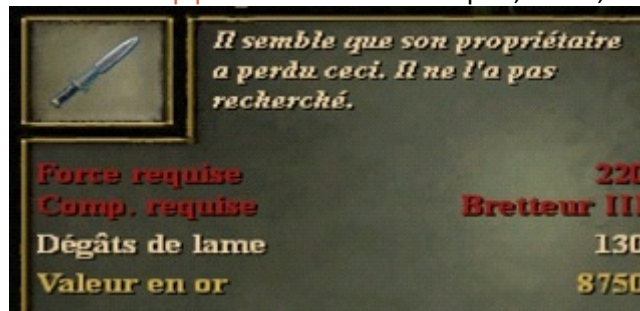 Il semble que son propriétaire
a perdu ceci. Il ne l'a pas
recherché.
Force requise 220
Comp. requise Bretteur III
Dégâts de lame 130
Valeur en or 8750